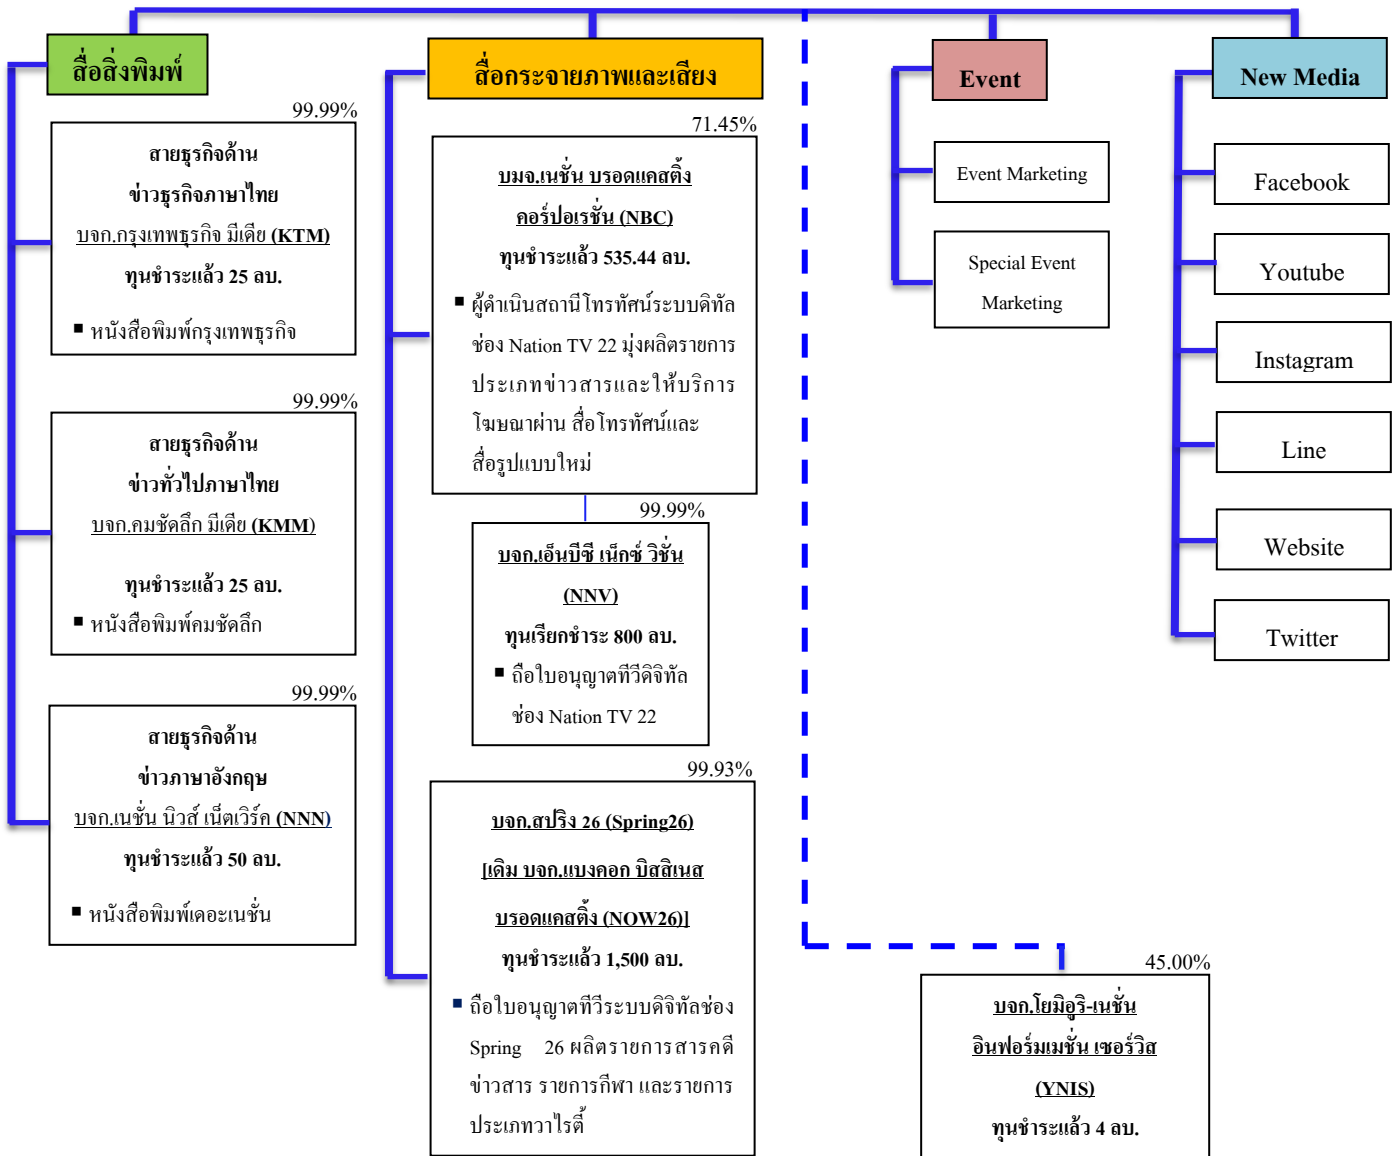 สื่อสิ่งพิมพ์
99.99%
สายธุรกิจด้าน
ข่าวธุรกิจภาษาไทย
บจก.กรุงเทพธุรกิจ มีเดีย (KTM)
ทุนชำระแล้ว 25 ลบ.
▪ หนังสือพิมพ์กรุงเทพธุรกิจ
99.99%
สายธุรกิจด้าน
ข่าวทั่วไปภาษาไทย
บจก.คมชัดลึก มีเดีย (KMM)
ทุนชำระแล้ว 25 ลบ.
▪ หนังสือพิมพ์คมชัดลึก
99.99%
สายธุรกิจด้าน
ข่าวภาษาอังกฤษ
บจก.เนชั่น นิวส์ เน็ตเวิร์ค (NNN)
ทุนชำระแล้ว 50 ลบ.
▪ หนังสือพิมพ์เดอะเนชั่น
สื่อกระจายภาพและเสียง
71.45%
บมจ.เนชั่น บรอดแคสติ้ง
คอร์ปอเรชั่น (NBC)
ทุนชำระแล้ว 535.44 ลบ.
▪ ผู้ดำเนินสถานีโทรทัศน์ระบบดิทัล
ช่อง Nation TV 22 มุ่งผลิตรายการ
ประเภทข่าวสารและให้บริการ
โฆษณาผ่าน สื่อโทรทัศน์และ
สื่อรูปแบบใหม่
99.99%
บจก.เอ็นบีซี เน็กซ์ วิชั่น
(NNV)
ทุนเรียกชำระ 800 ลบ.
▪ ถือใบอนุญาตทีวีดิจิทัล
ช่อง Nation TV 22
99.93%
บจก.สปริง 26 (Spring26)
[เดิม บจก.แบงคอก บิสสิเนส
บรอดแคสติ้ง (NOW26)]
ทุนชำระแล้ว 1,500 ลบ.
▪ ถือใบอนุญาตทีวีระบบดิจิทัลช่อง
Spring 26 ผลิตรายการสารคดี
ข่าวสาร รายการกีฬา และรายการ
ประเภทวาไรตี้
Event
Event Marketing
Special Event
Marketing
45.00%
บจก.โยมิอูริ-เนชั่น
อินฟอร์มเมชั่น เซอร์วิส
(YNIS)
ทุนชำระแล้ว 4 ลบ.
New Media
Facebook
Youtube
Instagram
Line
Website
Twitter